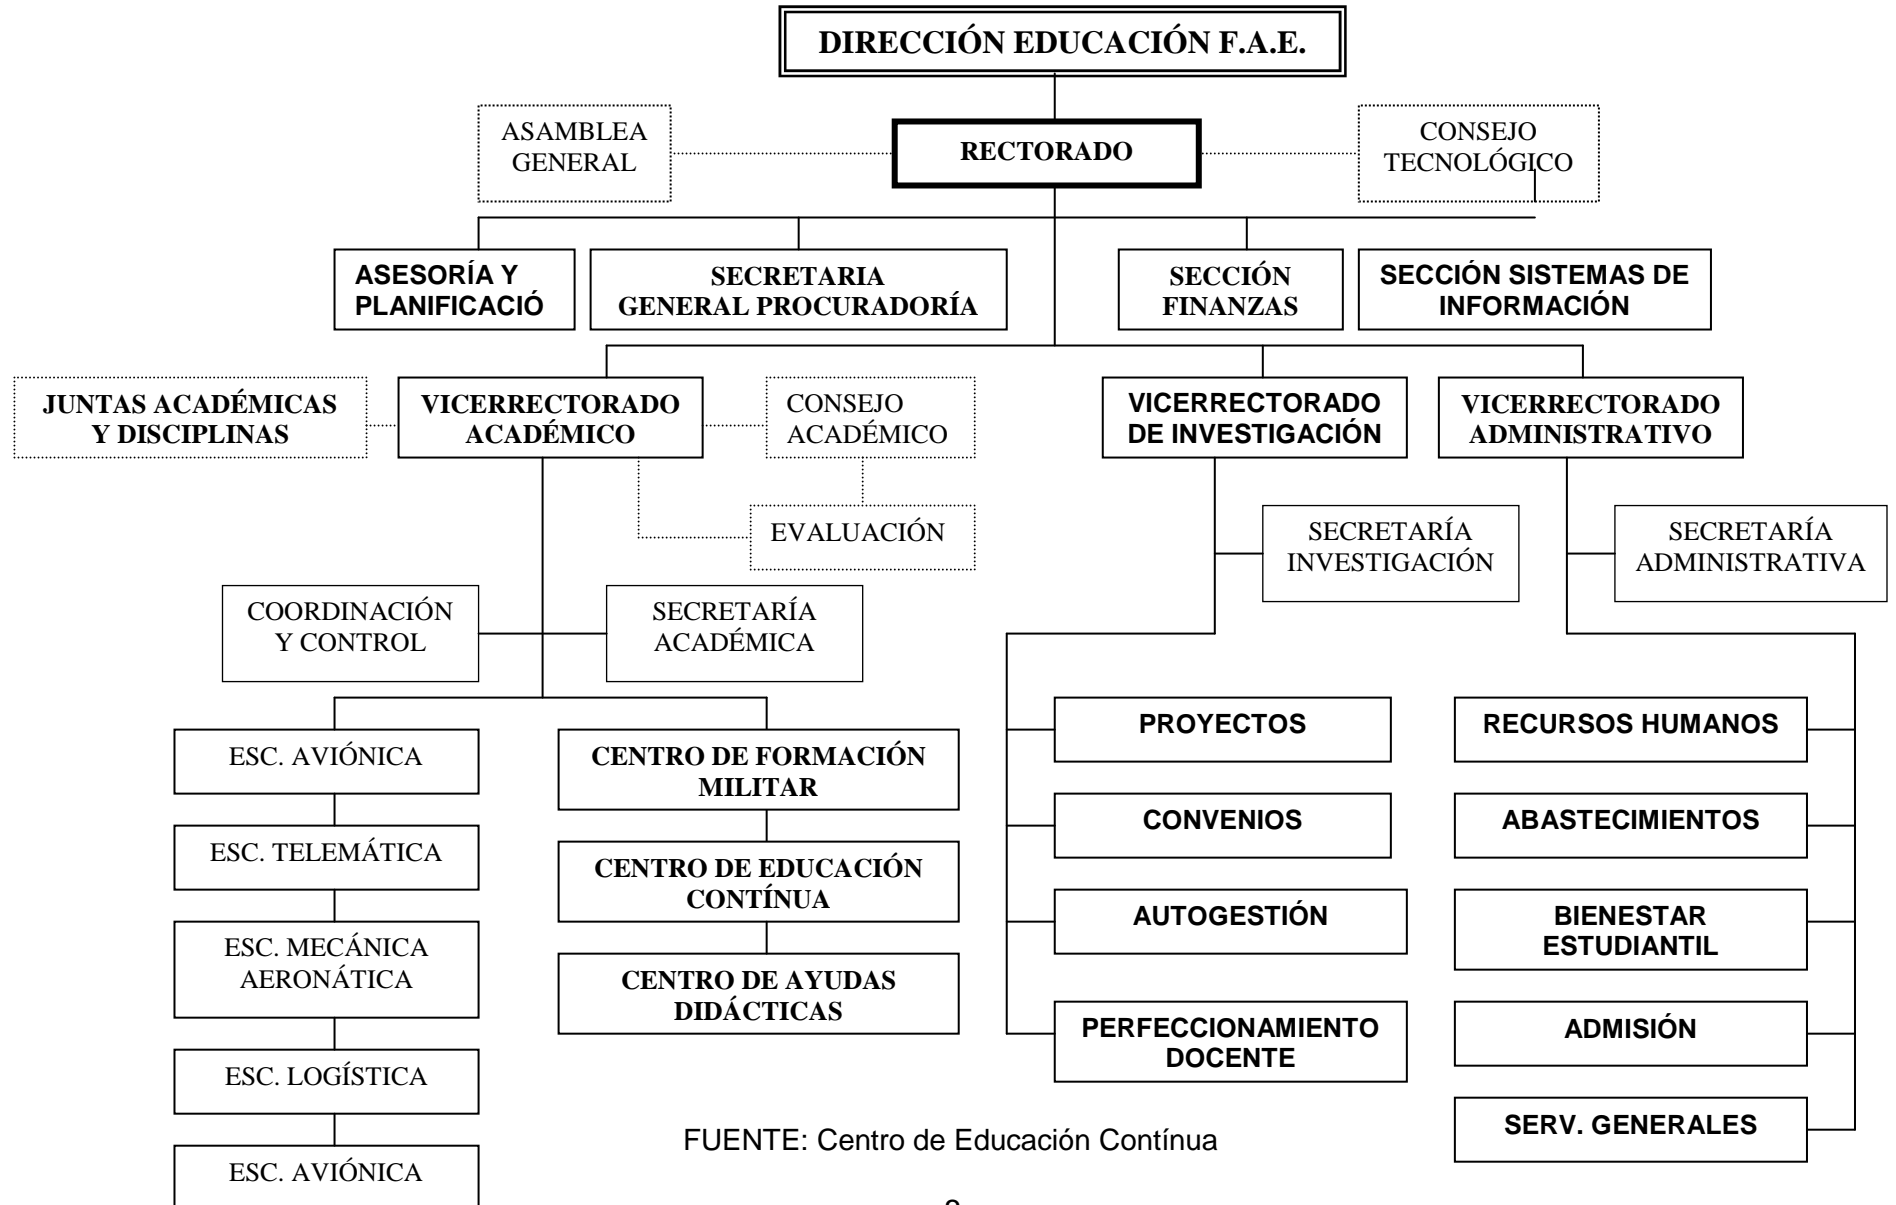 DIRECCIÓN EDUCACIÓN F.A.E.
ASAMBLEA
GENERAL
RECTORADO
CONSEJO
TECNOLÓGICO
ASESORÍA Y
PLANIFICACIÓ
SECRETARIA
GENERAL PROCURADORÍA
SECCIÓN
FINANZAS
SECCIÓN SISTEMAS DE
INFORMACIÓN
JUNTAS ACADÉMICAS
Y DISCIPLINAS
VICERRECTORADO
ACADÉMICO
CONSEJO
ACADÉMICO
VICERRECTORADO
DE INVESTIGACIÓN
VICERRECTORADO
ADMINISTRATIVO
EVALUACIÓN
SECRETARÍA
INVESTIGACIÓN
SECRETARÍA
ADMINISTRATIVA
COORDINACIÓN
Y CONTROL
SECRETARÍA
ACADÉMICA
ESC. AVIÓNICA
ESC. TELEMÁTICA
ESC. MECÁNICA
AERONÁTICA
ESC. LOGÍSTICA
ESC. AVIÓNICA
CENTRO DE FORMACIÓN
MILITAR
CENTRO DE EDUCACIÓN
CONTÍNUA
CENTRO DE AYUDAS
DIDÁCTICAS
PROYECTOS
CONVENIOS
AUTOGESTIÓN
PERFECCIONAMIENTO
DOCENTE
RECURSOS HUMANOS
ABASTECIMIENTOS
BIENESTAR
ESTUDIANTIL
ADMISIÓN
SERV. GENERALES
FUENTE: Centro de Educación Contínua